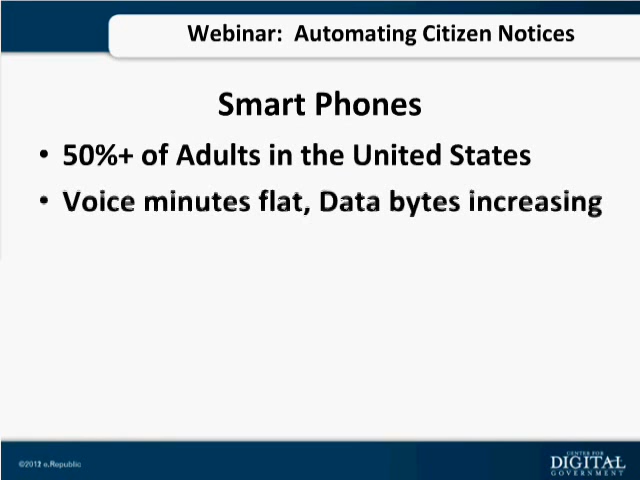 Webinar: Automating Citizen Notices
Smart Phones
• 50%+ of Adults in the United States
• Voice minutes flat, Data bytes increasing
©2012 e.Republic
CENTER FOR
DIGITAL
GOVERNMENT